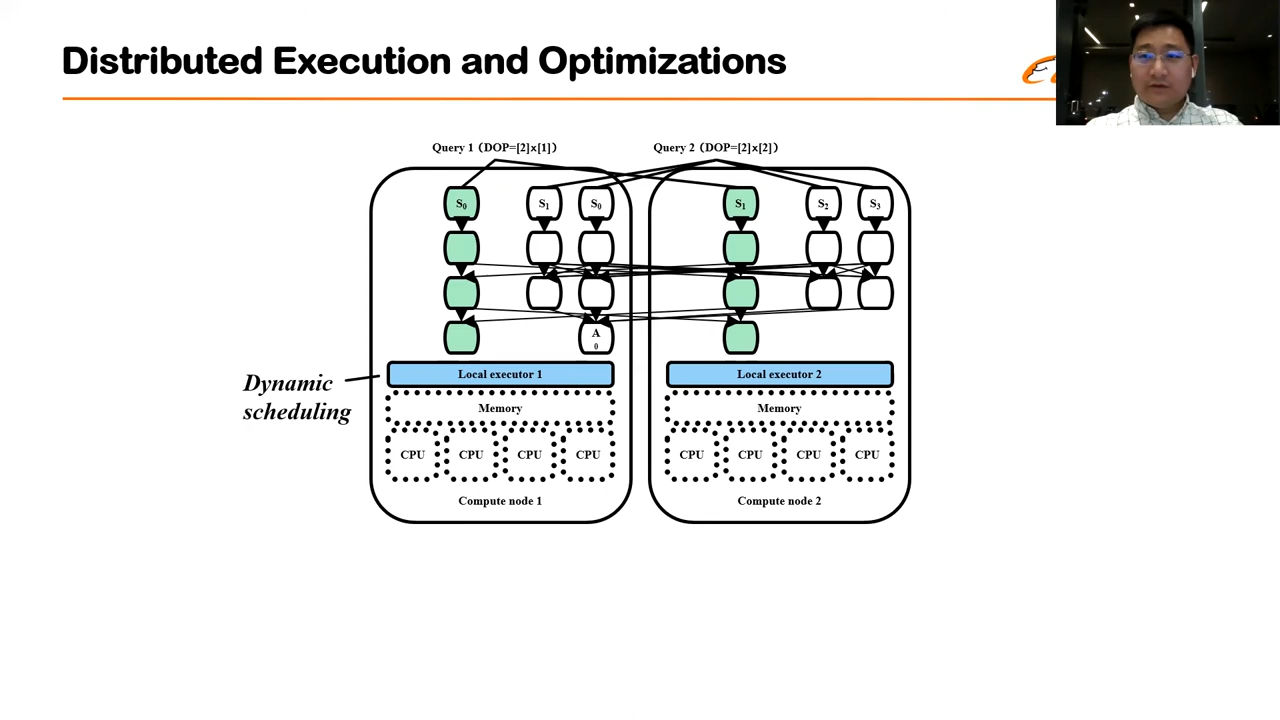 Distributed Execution and Optimizations
Query 1 (DOP=[2]×[1])
Query 2 (DOP=[2]×[2])
S0
S1
S0
S1
S2
S3
A
0
Dynamic
scheduling
Local executor 1
Local executor 2
Memory
Memory
CPU
CPU
CPU
CPU
CPU
CPU
CPU
CPU
Compute node 1
Compute node 2